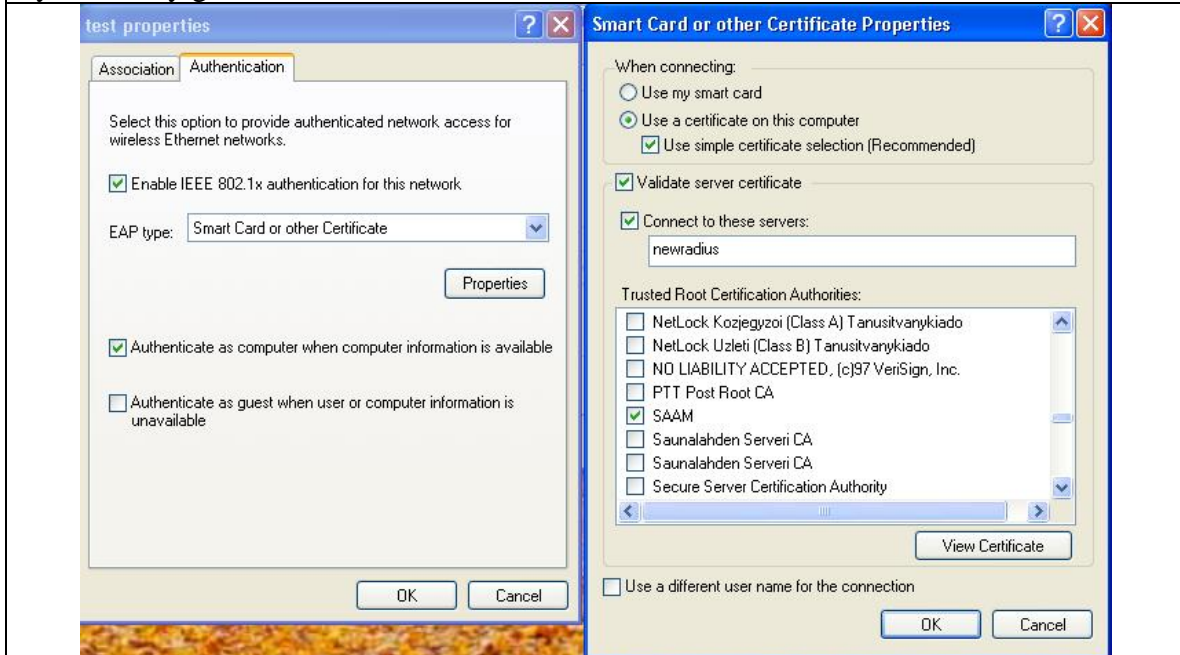 test properties
Association
Authentication
Select this option to provide authenticated network access for
wireless Ethernet networks.
Enable IEEE 802.1x authentication for this network
EAP type:
Smart Card or other Certificate
Properties
Authenticate as computer when computer information is available
Authenticate as guest when user or computer information is
unavailable
OK
Cancel
Smart Card or other Certificate Properties
When connecting:
Use my smart card
Use a certificate on this computer
Use simple certificate selection (Recommended)
Validate server certificate
Connect to these servers:
newradius
Trusted Root Certification Authorities:
NetLock Kozjegyzoi (Class A) Tanusitvanykiado
NetLock Uzleti (Class B) Tanusitvanykiado
NO LIABILITY ACCEPTED, (c)97 VeriSign, Inc.
PTT Post Root CA
SAAM
Saunalahden Serveri CA
Saunalahden Serveri CA
Secure Server Certification Authority
View Certificate
Use a different user name for the connection
OK
Cancel